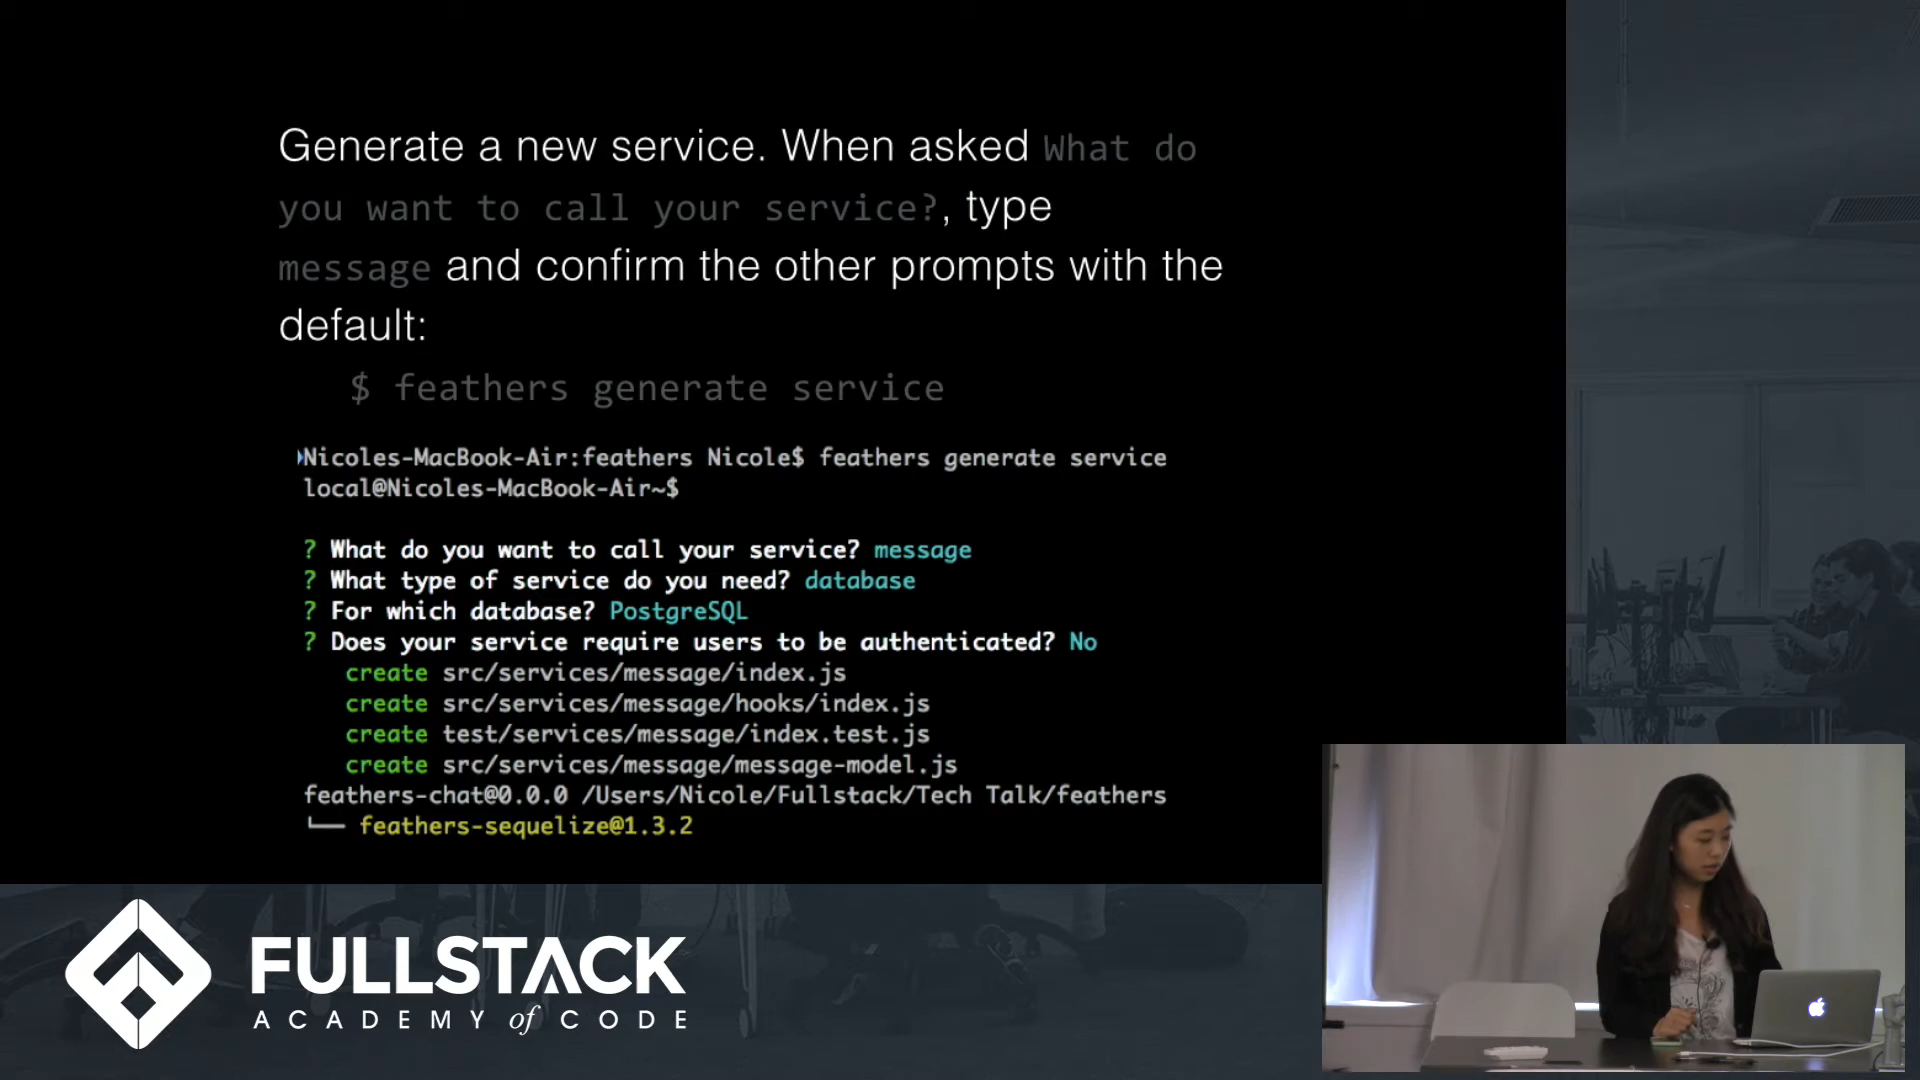 Generate a new service. When asked What do
you want to call your service?, type
message and confirm the other prompts with the
default:
$ feathers generate service
Nicoles-MacBook-Air:feathers Nicole$ feathers generate service
local@Nicoles-MacBook-Air~$
? What do you want to call your service? message
? What type of service do you need? database
? For which database? PostgreSQL
? Does your service require users to be authenticated? No
create src/services/message/index.js
create src/services/message/hooks/index.js
create test/services/message/index.test.js
create src/services/message/message-model.js
feathers-chat@0.0.0 /Users/Nicole/Fullstack/Tech Talk/feathers
└── feathers-sequelize@1.3.2
FULLSTACK
ACADEMY of CODE